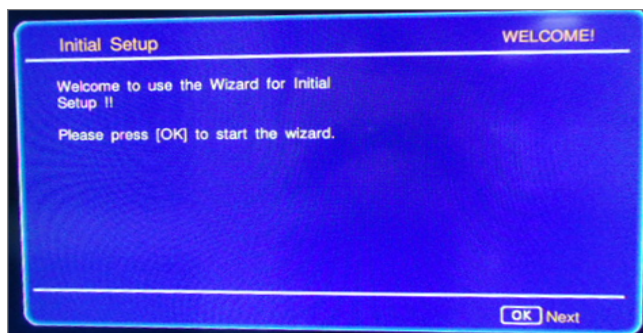 Initial Setup
WELCOME!
Welcome to use the Wizard for Initial
Setup !!
Please press [OK] to start the wizard.
OK Next